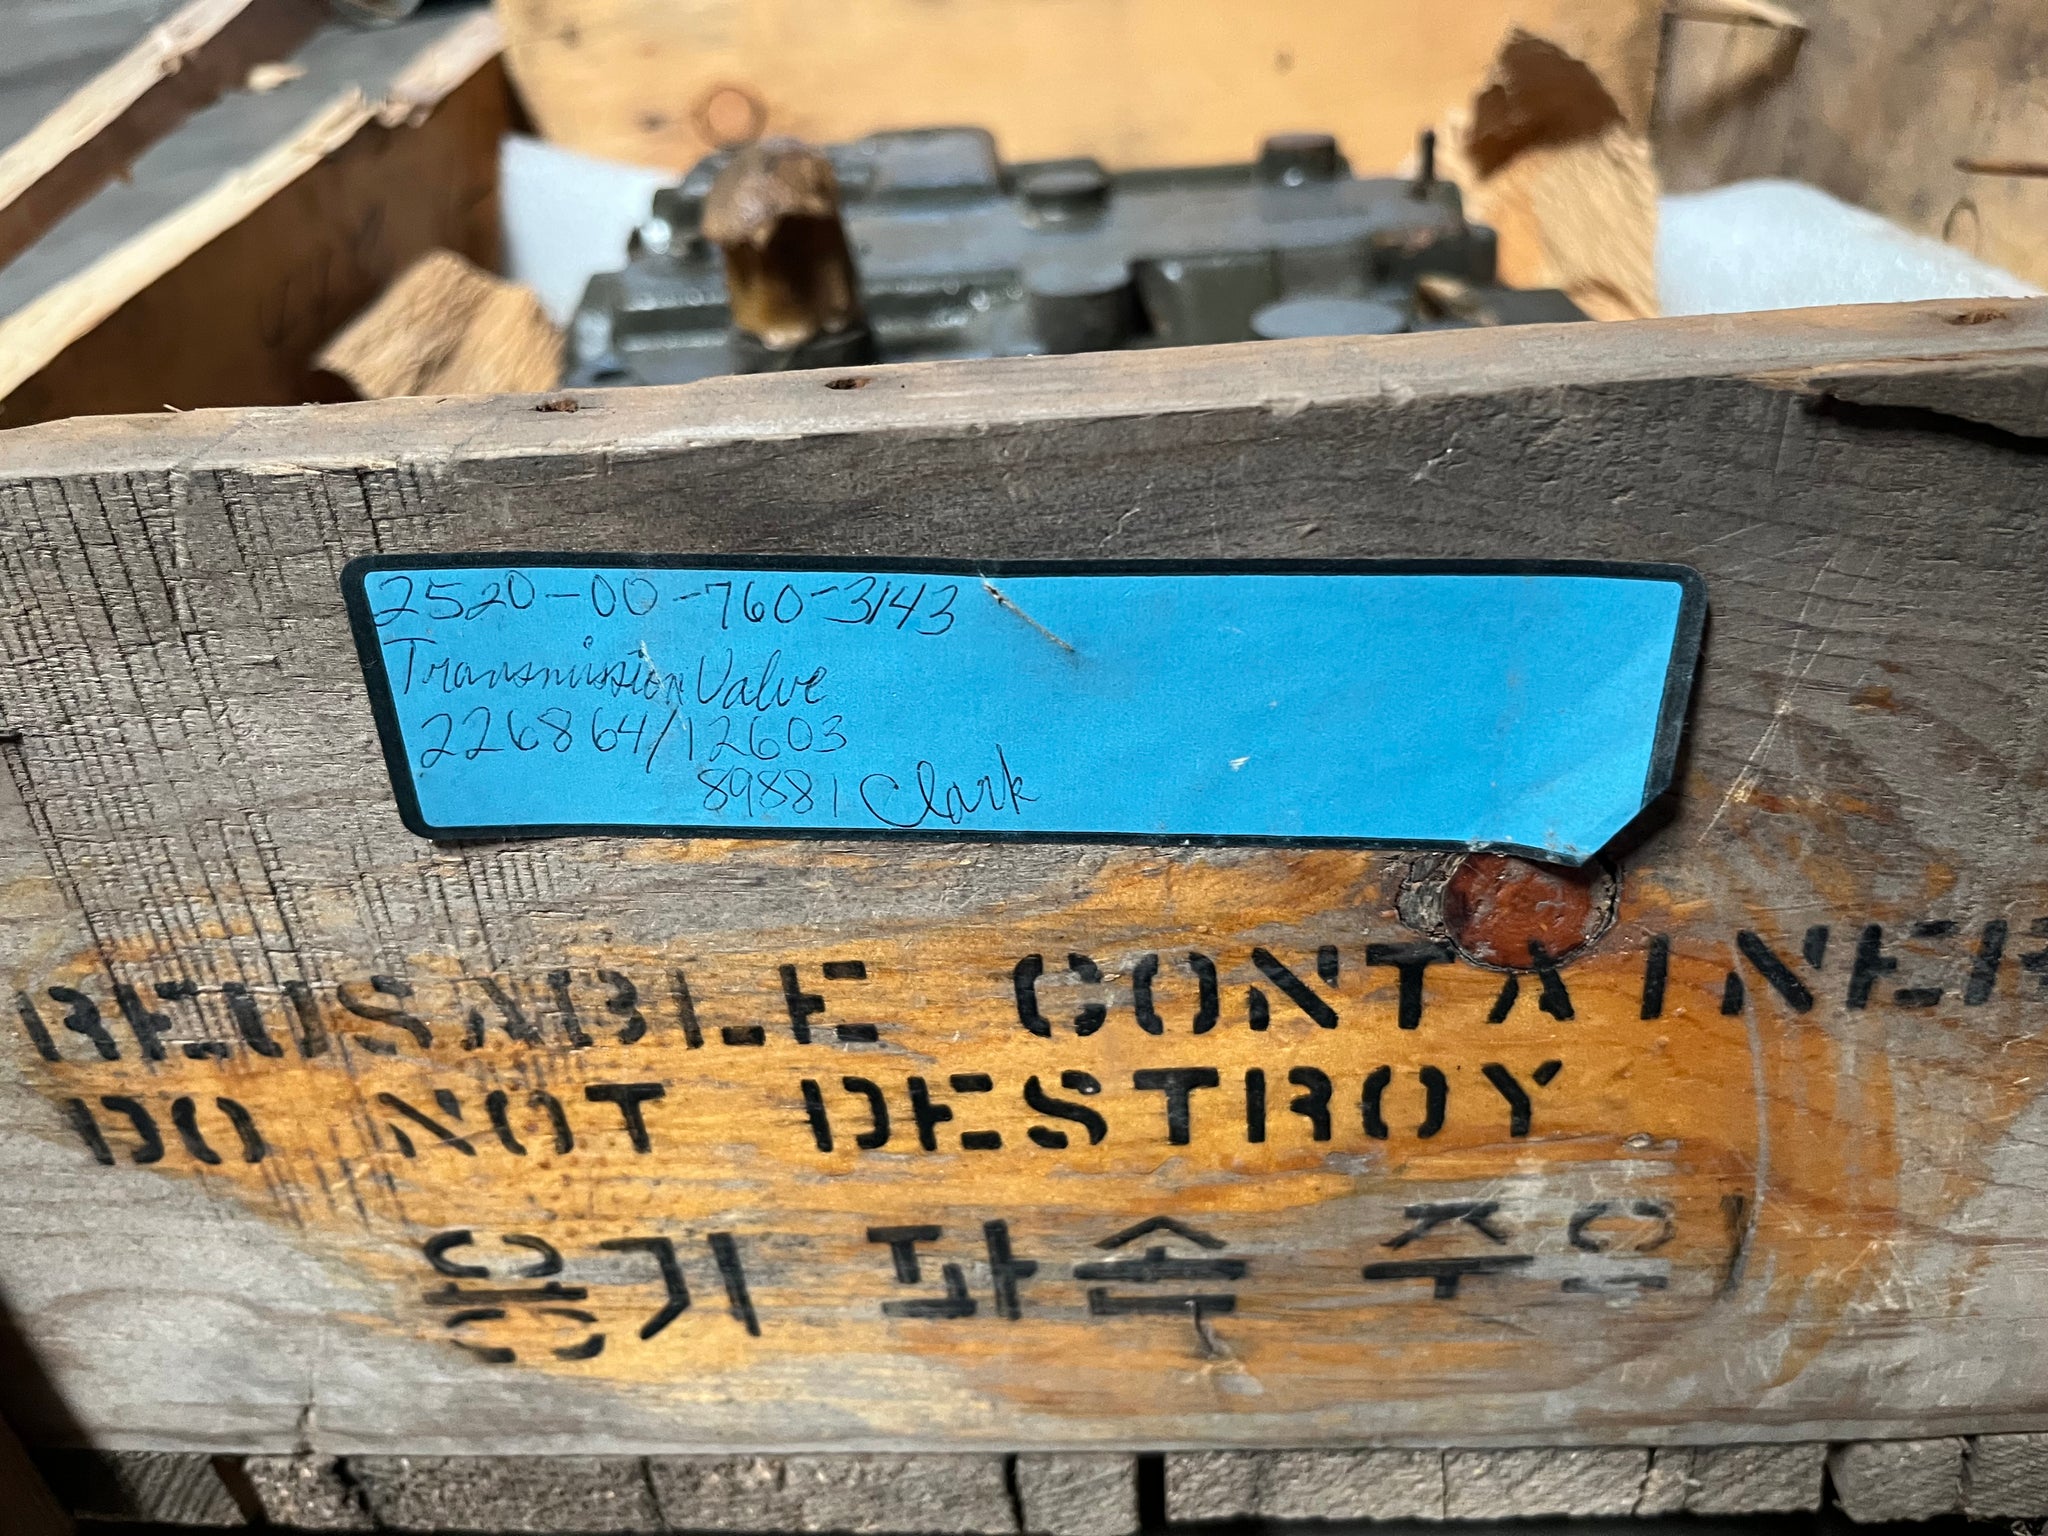 2520-00-760-3143
Transmission Valve
226864/12603
89881 Clark
REUSABLE CONTAINER
DO NOT DESTROY
용기 파손 주의